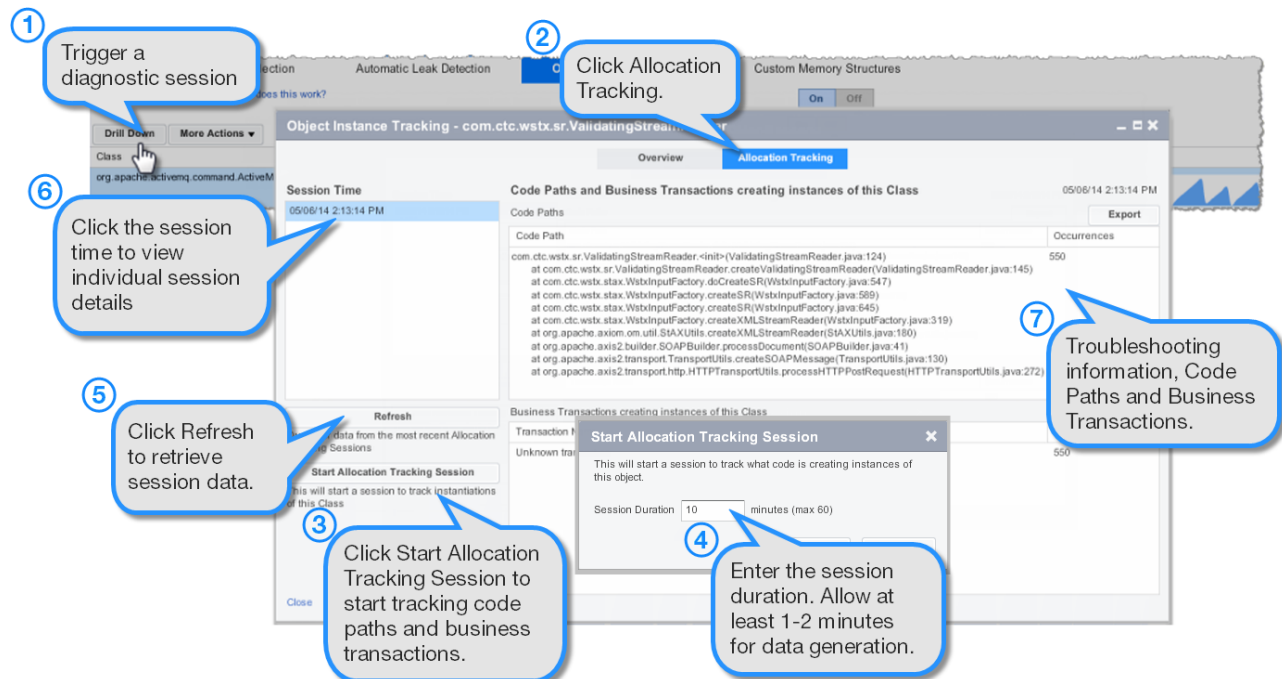 1
Trigger a
diagnostic session
2
Click Allocation
Tracking.
Automatic Leak Detection
Custom Memory Structures
does this work?
On Off
Drill Down More Actions
Class
org.apache.activemq.command.ActiveM
Object Instance Tracking - com.ctc.wstx.sr.ValidatingStream
Overview Allocation Tracking
Session Time
05/06/14 2:13:14 PM
6
Click the session
time to view
individual session
details
Code Paths and Business Transactions creating instances of this Class 05/06/14 2:13:14 PM
Code Paths Export
Code Path Occurrences
com.ctc.wstx.sr.ValidatingStreamReader.<init>(ValidatingStreamReader.java:124) 550
at com.ctc.wstx.sr.ValidatingStreamReader.createValidatingStreamReader(ValidatingStreamReader.java:145)
at com.ctc.wstx.stax.WstxInputFactory.doCreateSR(WstxInputFactory.java:547)
at com.ctc.wstx.stax.WstxInputFactory.createSR(WstxInputFactory.java:589)
at com.ctc.wstx.stax.WstxInputFactory.createSR(WstxInputFactory.java:645)
at com.ctc.wstx.stax.WstxInputFactory.createXMLStreamReader(WstxInputFactory.java:319)
at org.apache.axiom.om.util.StAXUtils.createXMLStreamReader(StAXUtils.java:180)
at org.apache.axis2.builder.SOAPBuilder.processDocument(SOAPBuilder.java:41)
at org.apache.axis2.transport.TransportUtils.createSOAPMessage(TransportUtils.java:130)
at org.apache.axis2.transport.http.HTTPTransportUtils.processHTTPPostRequest(HTTPTransportUtils.java:272)
7
Troubleshooting
information, Code
Paths and Business
Transactions.
5
Click Refresh
to retrieve
session data.
Refresh
data from the most recent Allocation
Sessions
Start Allocation Tracking Session
This will start a session to track instantiations
of this Class
3
Click Start Allocation
Tracking Session to
start tracking code
paths and business
transactions.
Close
Business Transactions creating instances of this Class
Transaction
Unknown 550
Start Allocation Tracking Session
This will start a session to track what code is creating instances of
this object.
Session Duration 10 minutes (max 60)
4
Enter the session
duration. Allow at
least 1-2 minutes
for data generation.